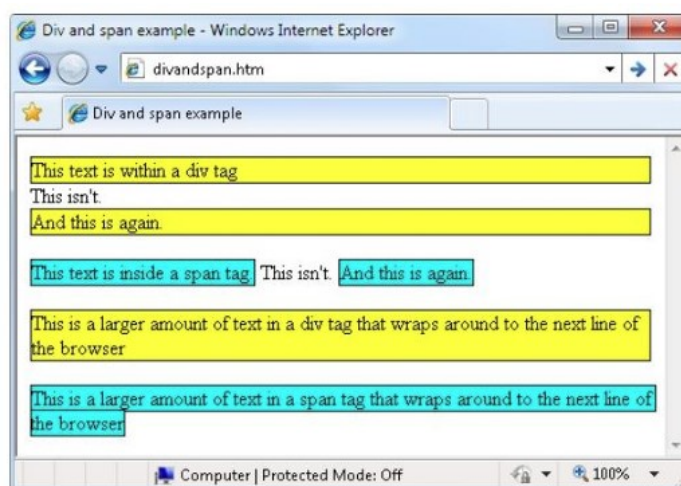 Div and span example - Windows Internet Explorer
divandspan.htm
Div and span example
This text is within a div tag
This isn't.
And this is again.
This text is inside a span tag. This isn't. And this is again.
This is a larger amount of text in a div tag that wraps around to the next line of
the browser
This is a larger amount of text in a span tag that wraps around to the next line of
the browser
Computer | Protected Mode: Off 100%